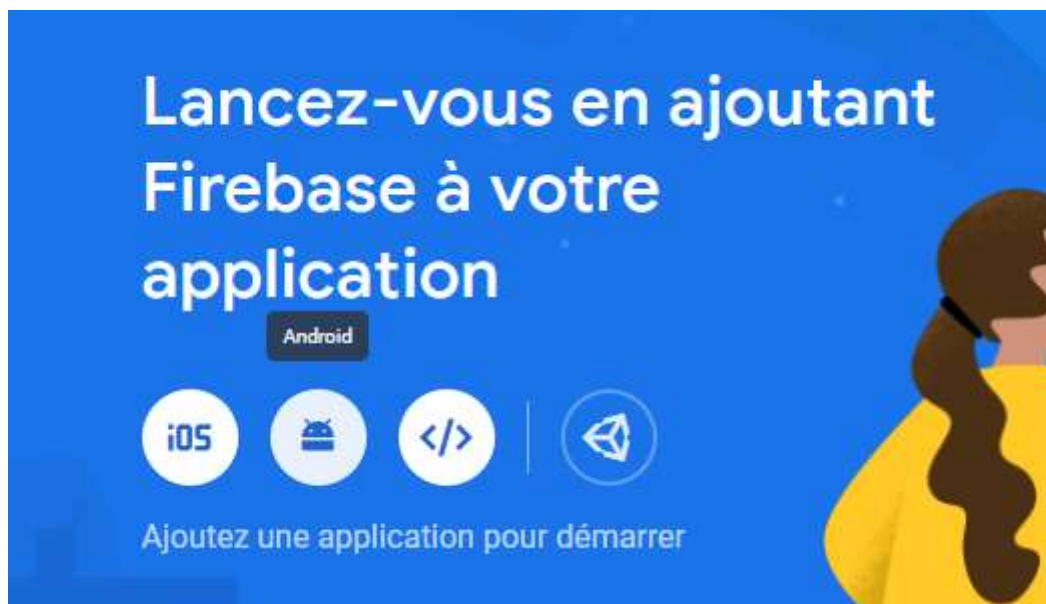 Lancez-vous en ajoutant
Firebase à votre
application
Android
iOS
</>
Ajoutez une application pour démarrer